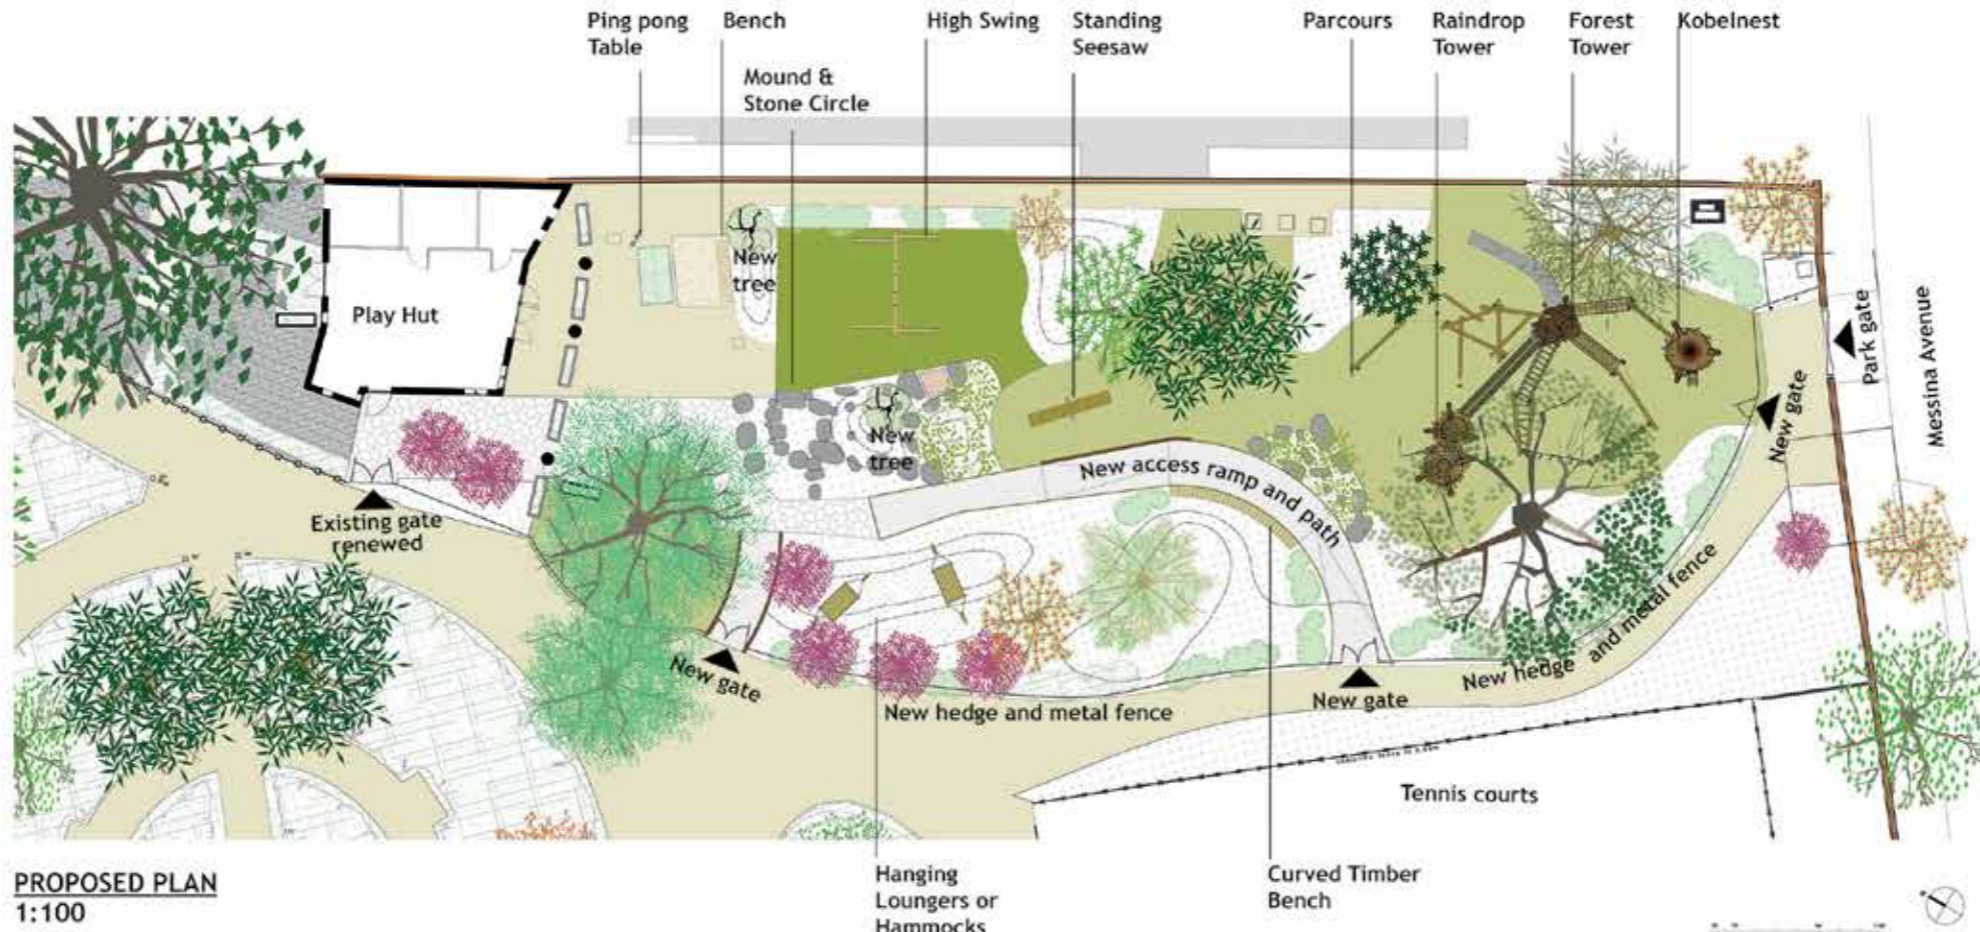 Ping pong
Table
Bench
Mound &
Stone Circle
High Swing
Standing
Seesaw
Parcours
Raindrop
Tower
Forest
Tower
Kobelnest
New
tree
Play Hut
Park gate
Messina Avenue
New gate
New
tree
New access ramp and path
Existing gate
renewed
New gate
New hedge and metal fence
New gate
New hedge and metal fence
Tennis courts
Hanging
Loungers or
Hammocks
Curved Timber
Bench
PROPOSED PLAN
1:100